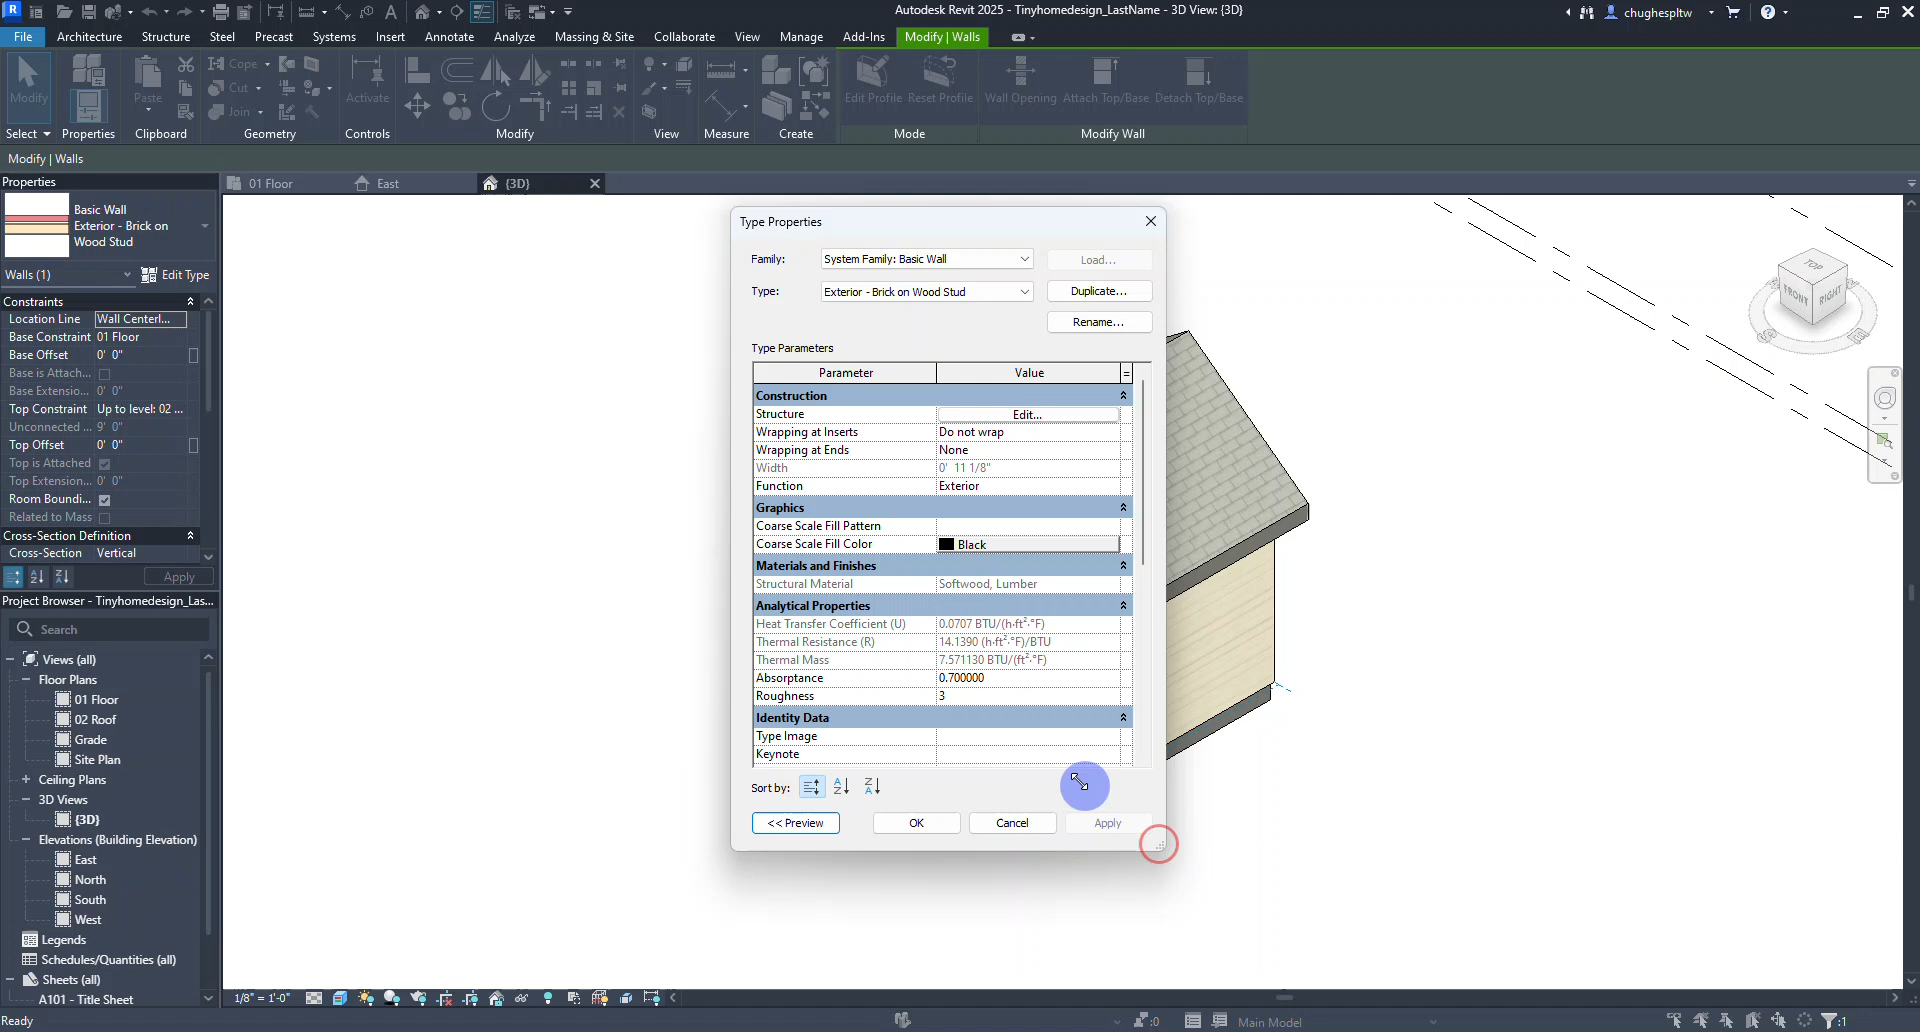 Autodesk Revit 2025 - Tinyhomedesign_LastName - 3D View: {3D}
chughespltw
File Architecture Structure Steel Precast Systems Insert Annotate Analyze Massing & Site Collaborate View Manage Add-Ins Modify | Walls
Modify Paste Cope Cut Join Activate Edit Profile Reset Profile Wall Opening Attach Top/Base Detach Top/Base
Select Properties Clipboard Geometry Controls Modify View Measure Create Mode Modify Wall
Modify | Walls
Properties
01 Floor East {3D}
Basic Wall
Exterior - Brick on
Wood Stud
Walls (1) Edit Type
Constraints
Location Line Wall Centerl...
Base Constraint 01 Floor
Base Offset 0' 0"
Base is Attach...
Base Extensio... 0' 0"
Top Constraint Up to level: 02 ...
Unconnected ... 9' 0"
Top Offset 0' 0"
Top is Attached
Top Extension... 0' 0"
Room Boundi...
Related to Mass
Cross-Section Definition
Cross-Section Vertical
Apply
Project Browser - Tinyhomedesign_Las...
Search
Views (all)
Floor Plans
01 Floor
02 Roof
Grade
Site Plan
Ceiling Plans
3D Views
{3D}
Elevations (Building Elevation)
East
North
South
West
Legends
Schedules/Quantities (all)
Sheets (all)
A101 - Title Sheet
Type Properties
Family: System Family: Basic Wall Load...
Type: Exterior - Brick on Wood Stud Duplicate...
Rename...
Type Parameters
Parameter Value =
Construction
Structure Edit...
Wrapping at Inserts Do not wrap
Wrapping at Ends None
Width 0' 11 1/8"
Function Exterior
Graphics
Coarse Scale Fill Pattern
Coarse Scale Fill Color Black
Materials and Finishes
Structural Material Softwood, Lumber
Analytical Properties
Heat Transfer Coefficient (U) 0.0707 BTU/(h·ft²·°F)
Thermal Resistance (R) 14.1390 (h·ft²·°F)/BTU
Thermal Mass 7.571130 BTU/(ft²·°F)
Absorptance 0.700000
Roughness 3
Identity Data
Type Image
Keynote
Sort by:
<< Preview OK Cancel Apply
TOP
FRONT RIGHT
1/8" = 1'-0"
Ready :0 Main Model :1